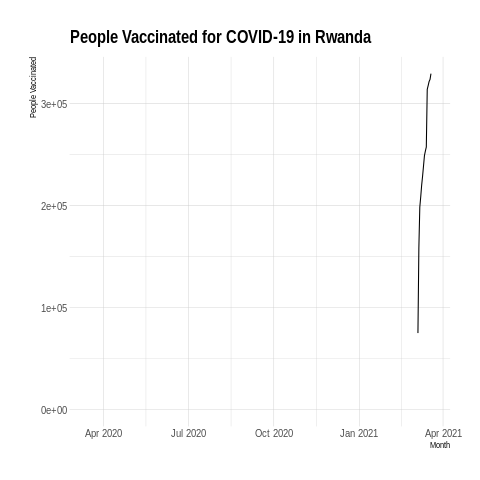 People Vaccinated for COVID-19 in Rwanda
People Vaccinated
3e+05
2e+05
1e+05
0e+00
Apr 2020 Jul 2020 Oct 2020 Jan 2021 Apr 2021
Month